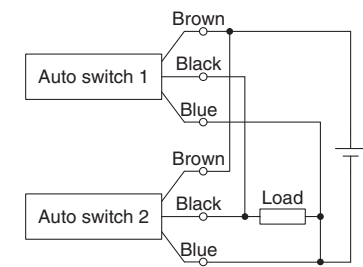 Brown
Auto switch 1
Black
Blue
Brown
Auto switch 2
Black
Load
Blue